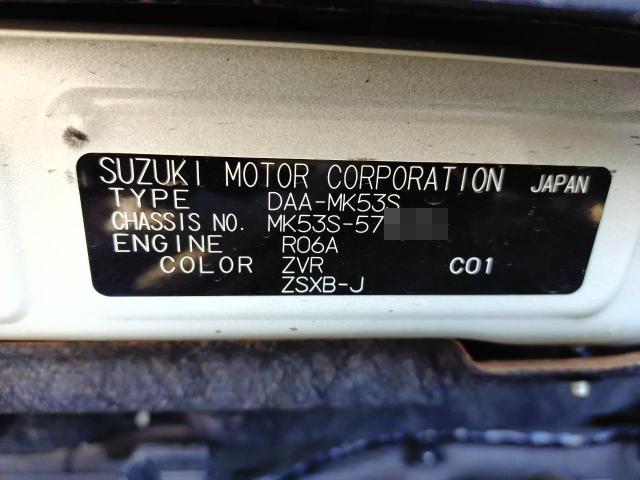 SUZUKI MOTOR CORPORATION JAPAN
TYPE DAA-MK53S
CHASSIS NO. MK53S-57
ENGINE R06A
COLOR ZVR C01
ZSXB-J